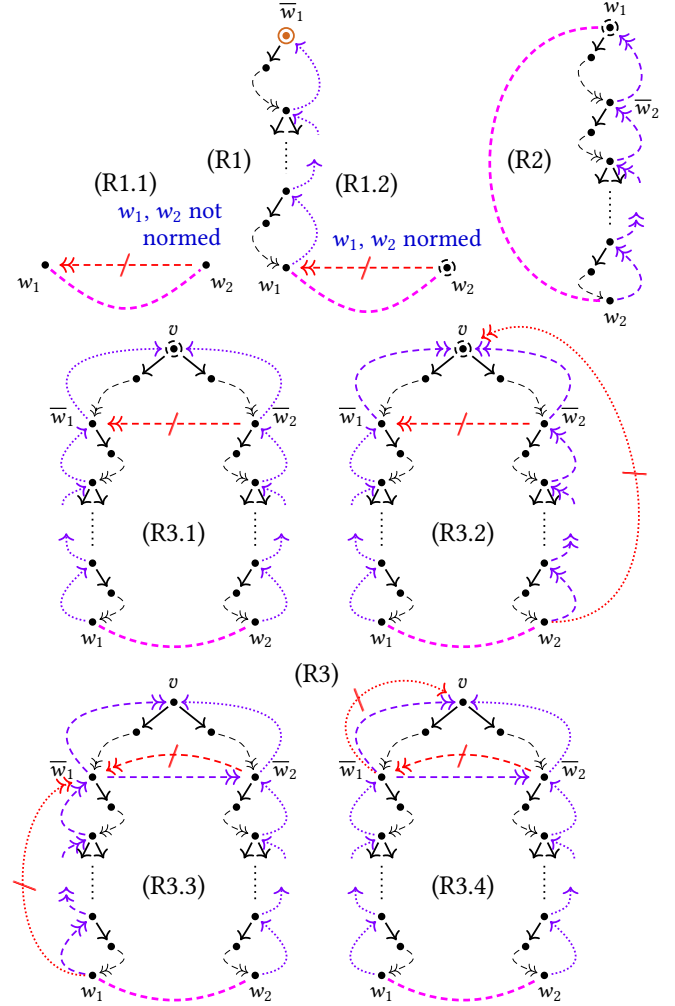 w̅₁
w₁
w̅₂
(R1)
(R2)
(R1.1)
(R1.2)
w₁, w₂ not
normed
w₁, w₂ normed
w₁
w₂
w₁
w₂
w₂
v
v
w̅₁
w̅₂
w̅₁
w̅₂
(R3.1)
(R3.2)
w₁
w₂
w₁
w₂
(R3)
v
v
w̅₁
w̅₂
w̅₁
w̅₂
(R3.3)
(R3.4)
w₁
w₂
w₁
w₂